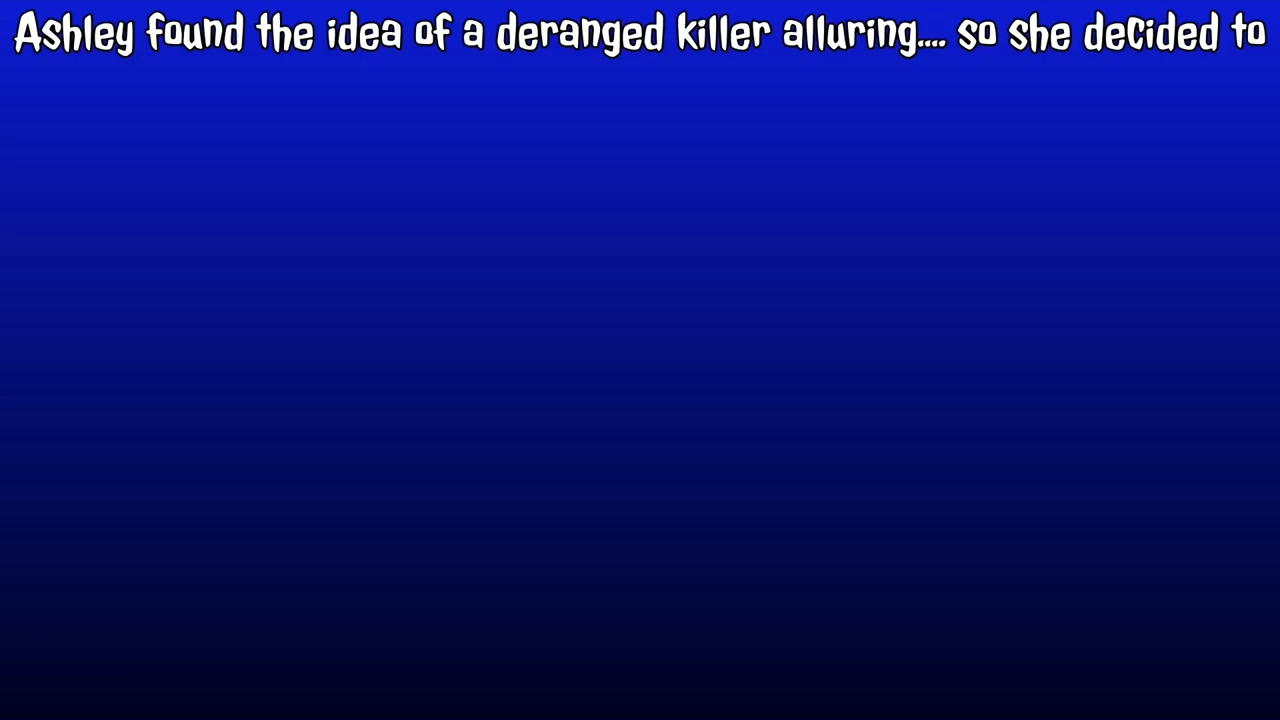 Ashley found the idea of a deranged killer alluring.... so she decided to